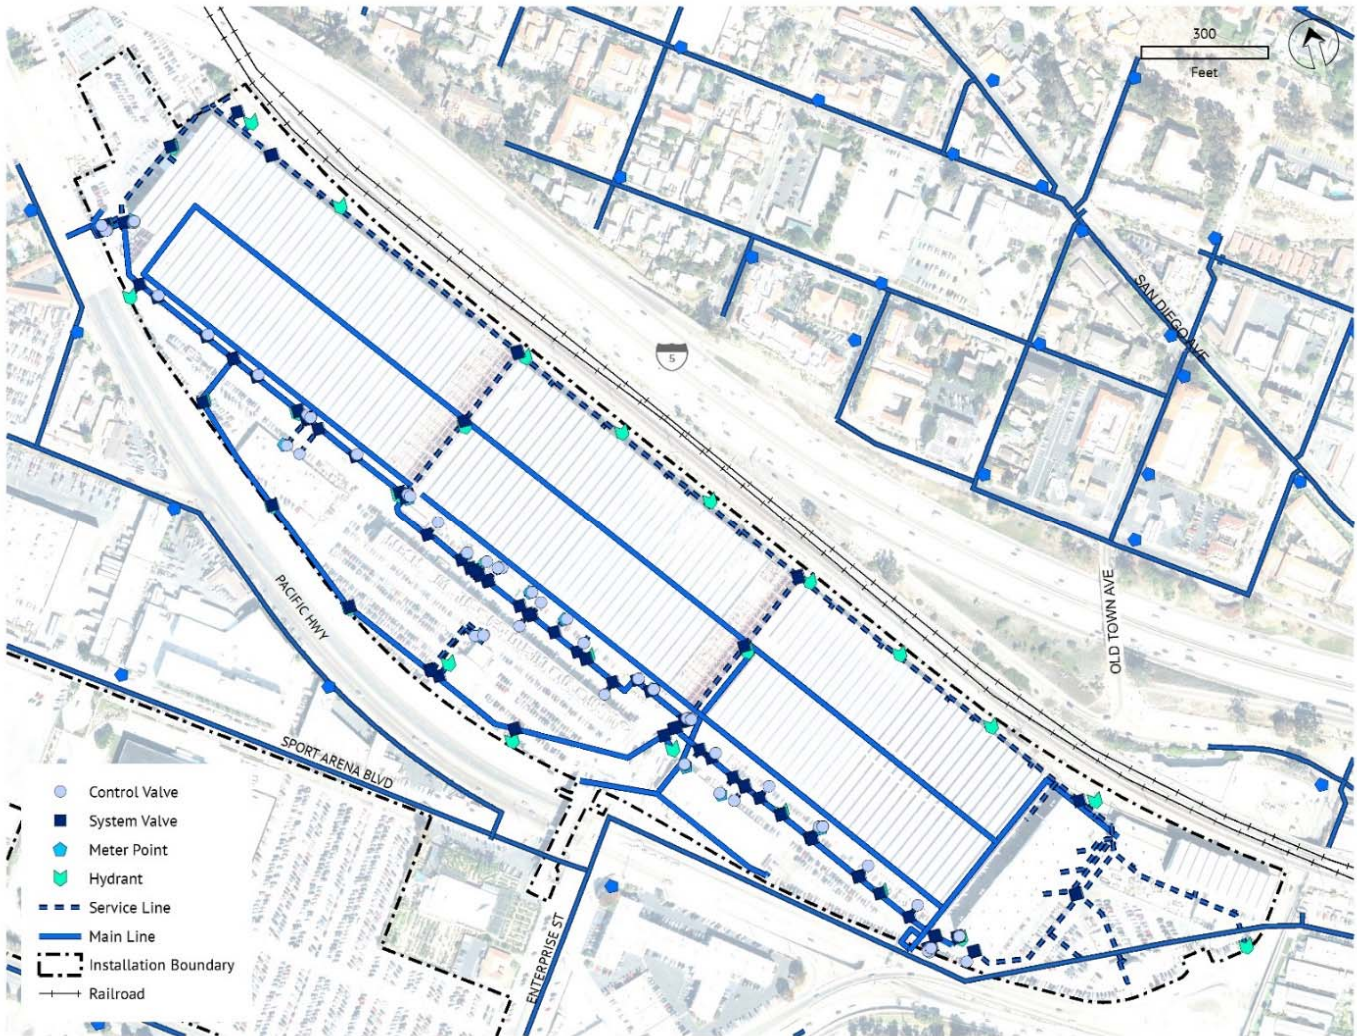 300
Feet
5
SAN DIEGO AVE
OLD TOWN AVE
PACIFIC HWY
SPORT ARENA BLVD
ENTERPRISE ST
Control Valve
System Valve
Meter Point
Hydrant
Service Line
Main Line
Installation Boundary
Railroad